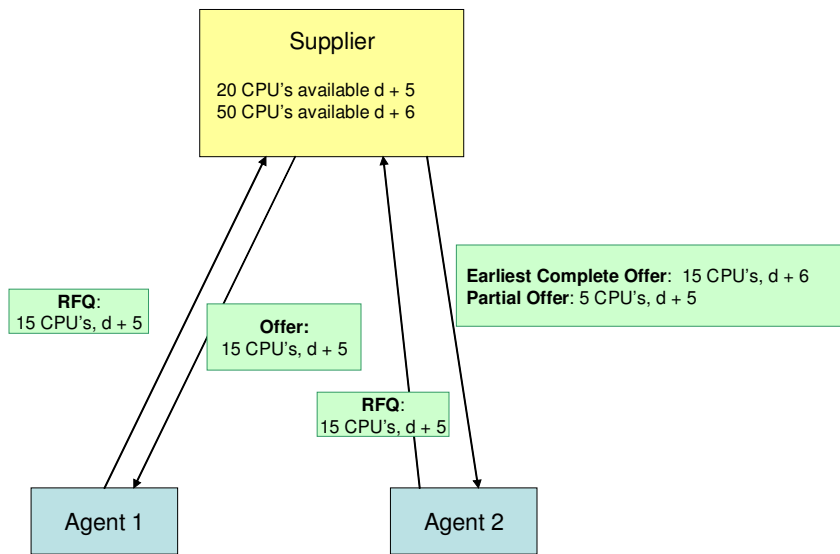 Supplier
20 CPU's available d + 5
50 CPU's available d + 6
Earliest Complete Offer:  15 CPU's, d + 6
Partial Offer: 5 CPU's, d + 5
RFQ:
15 CPU's, d + 5
Offer:
15 CPU's, d + 5
RFQ:
15 CPU's, d + 5
Agent 1
Agent 2